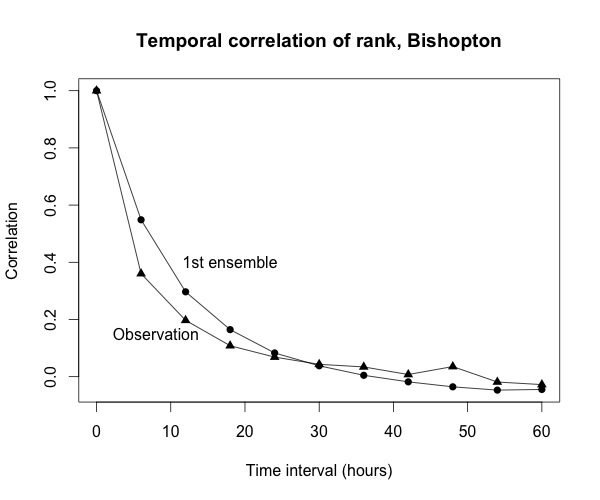 Temporal correlation of rank, Bishopton
1.0
0.8
0.6
0.4
0.2
0.0
Correlation
1st ensemble
Observation
0 10 20 30 40 50 60
Time interval (hours)